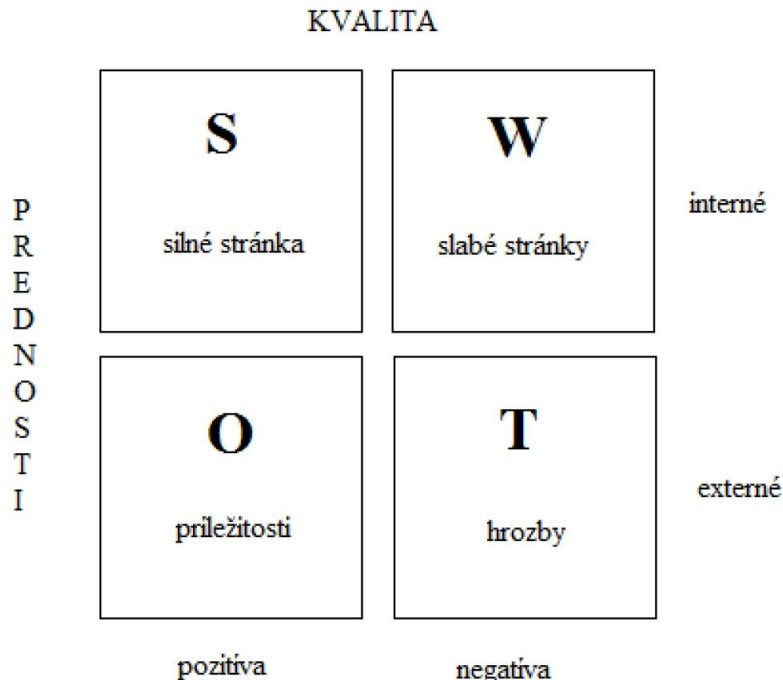 KVALITA
S
W
silné stránka
slabé stránky
interné
P
R
E
D
N
O
S
T
I
O
T
príležitosti
hrozby
externé
pozitíva
negatíva